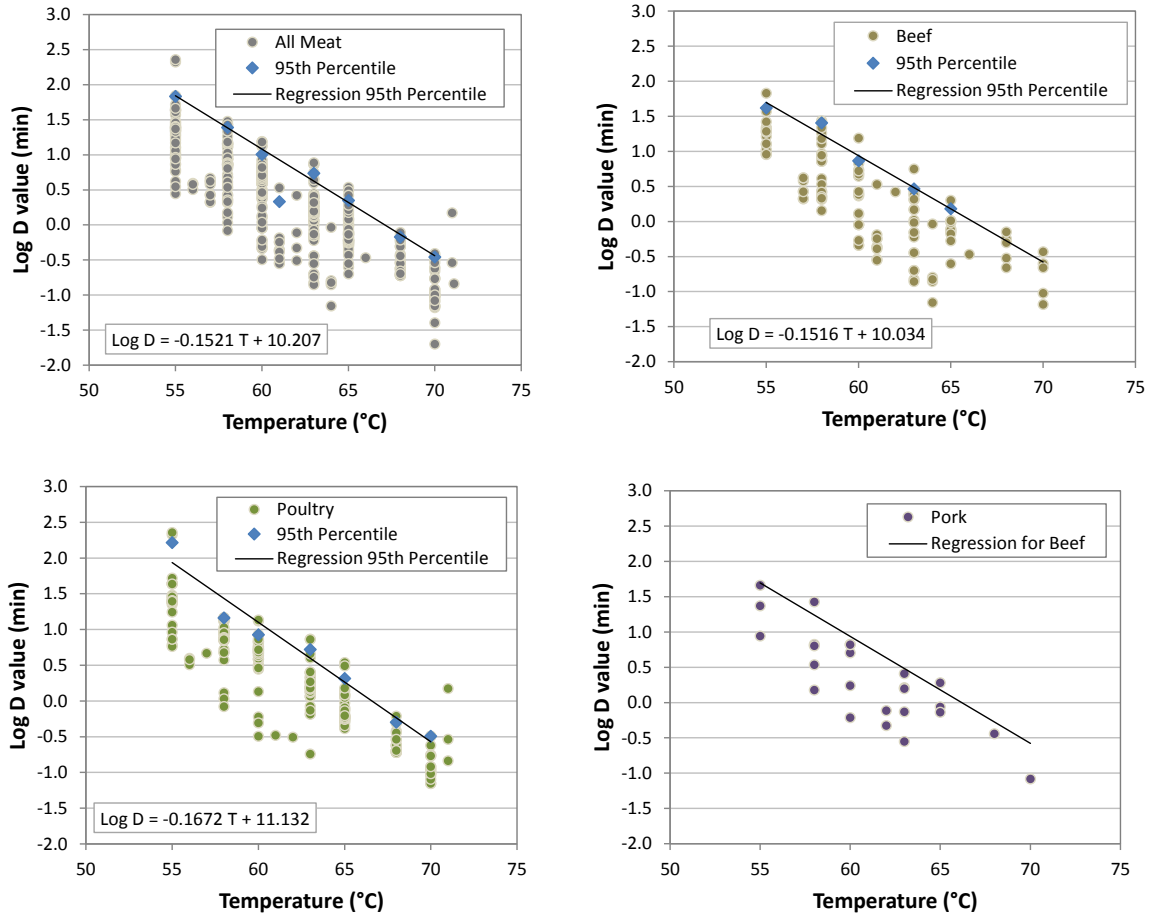 3.0
2.5
2.0
1.5
1.0
0.5
0.0
-0.5
-1.0
-1.5
-2.0
Log D value (min)
All Meat
95th Percentile
Regression 95th Percentile
Log D = -0.1521 T + 10.207
50 55 60 65 70 75
Temperature (°C)
3.0
2.5
2.0
1.5
1.0
0.5
0.0
-0.5
-1.0
-1.5
-2.0
Log D value (min)
Beef
95th Percentile
Regression 95th Percentile
Log D = -0.1516 T + 10.034
50 55 60 65 70 75
Temperature (°C)
3.0
2.5
2.0
1.5
1.0
0.5
0.0
-0.5
-1.0
-1.5
-2.0
Log D value (min)
Poultry
95th Percentile
Regression 95th Percentile
Log D = -0.1672 T + 11.132
50 55 60 65 70 75
Temperature (°C)
3.0
2.5
2.0
1.5
1.0
0.5
0.0
-0.5
-1.0
-1.5
-2.0
Log D value (min)
Pork
Regression for Beef
50 55 60 65 70 75
Temperature (°C)